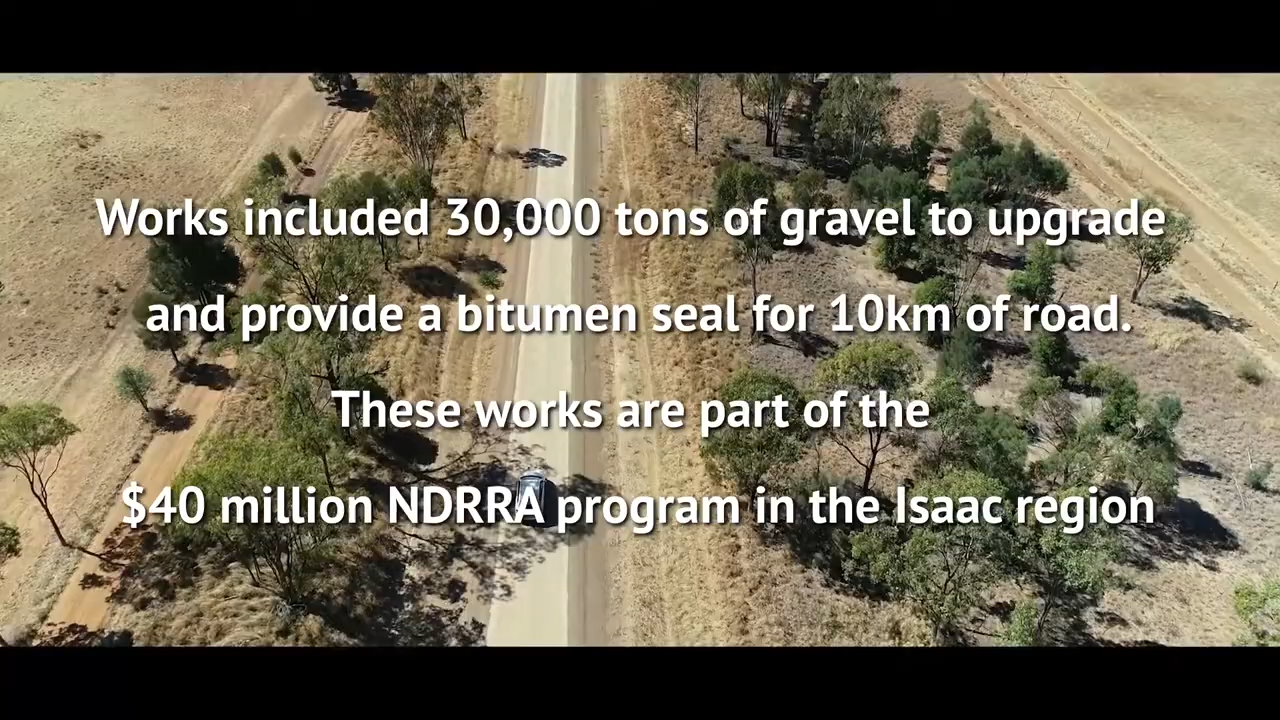 Works included 30,000 tons of gravel to upgrade
and provide a bitumen seal for 10km of road.
These works are part of the
$40 million NDRRA program in the Isaac region